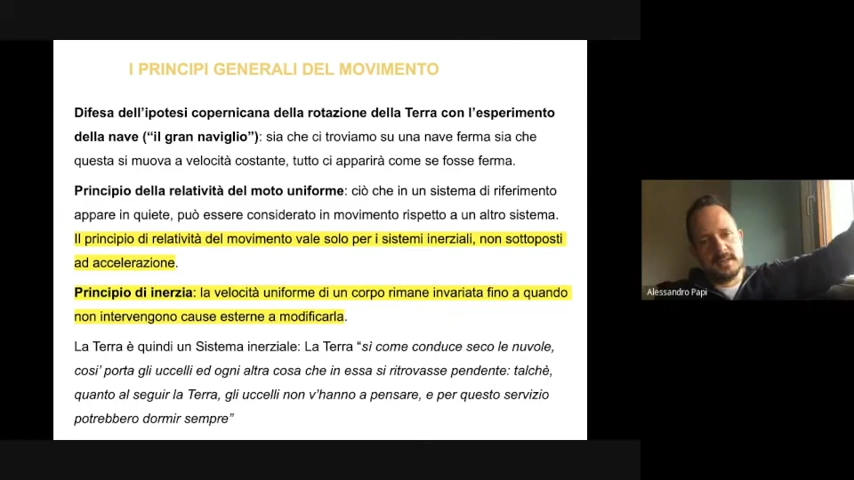 I PRINCIPI GENERALI DEL MOVIMENTO
Difesa dell'ipotesi copernicana della rotazione della Terra con l'esperimento
della nave ("il gran naviglio"): sia che ci troviamo su una nave ferma sia che
questa si muova a velocità costante, tutto ci apparirà come se fosse ferma.
Principio della relatività del moto uniforme: ciò che in un sistema di riferimento
appare in quiete, può essere considerato in movimento rispetto a un altro sistema.
Il principio di relatività del movimento vale solo per i sistemi inerziali, non sottoposti
ad accelerazione.
Principio di inerzia: la velocità uniforme di un corpo rimane invariata fino a quando
non intervengono cause esterne a modificarla.
La Terra è quindi un Sistema inerziale: La Terra "sì come conduce seco le nuvole,
cosi' porta gli uccelli ed ogni altra cosa che in essa si ritrovasse pendente: talchè,
quanto al seguir la Terra, gli uccelli non v'hanno a pensare, e per questo servizio
potrebbero dormir sempre"
Alessandro Papi